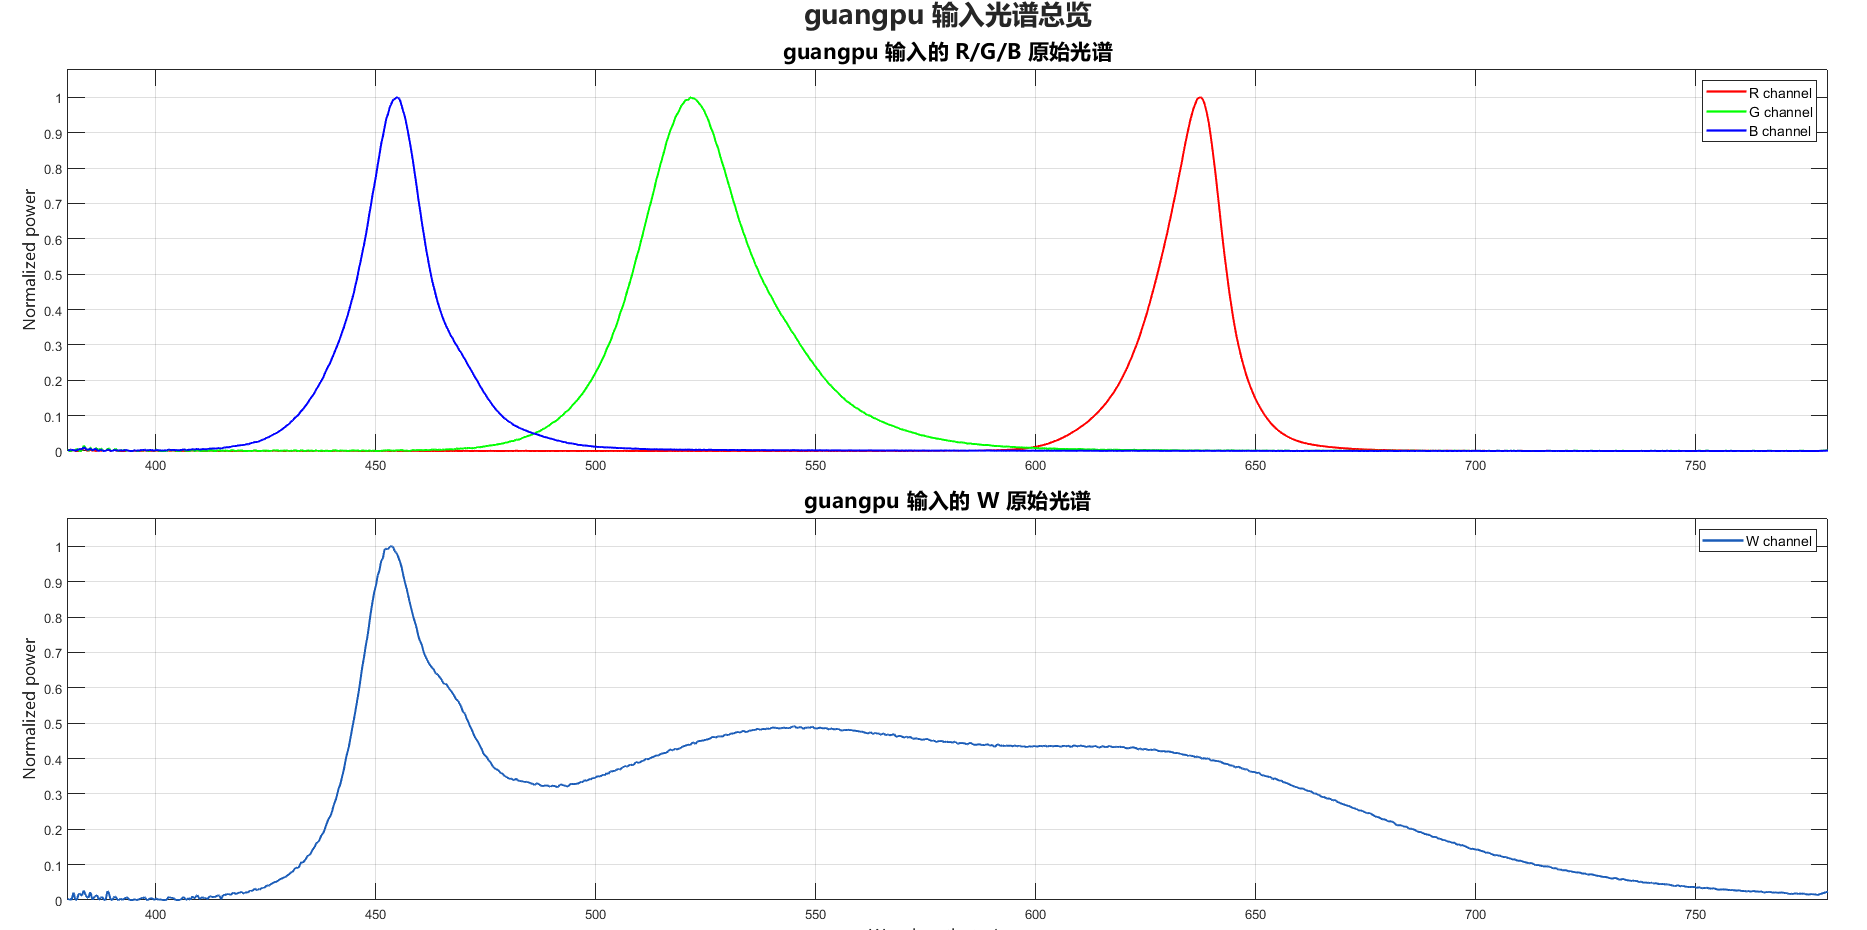 guangpu 输入光谱总览
guangpu 输入的 R/G/B 原始光谱
R channel
G channel
B channel
Normalized power
1
0.9
0.8
0.7
0.6
0.5
0.4
0.3
0.2
0.1
0
400 450 500 550 600 650 700 750
guangpu 输入的 W 原始光谱
W channel
Normalized power
1
0.9
0.8
0.7
0.6
0.5
0.4
0.3
0.2
0.1
0
400 450 500 550 600 650 700 750